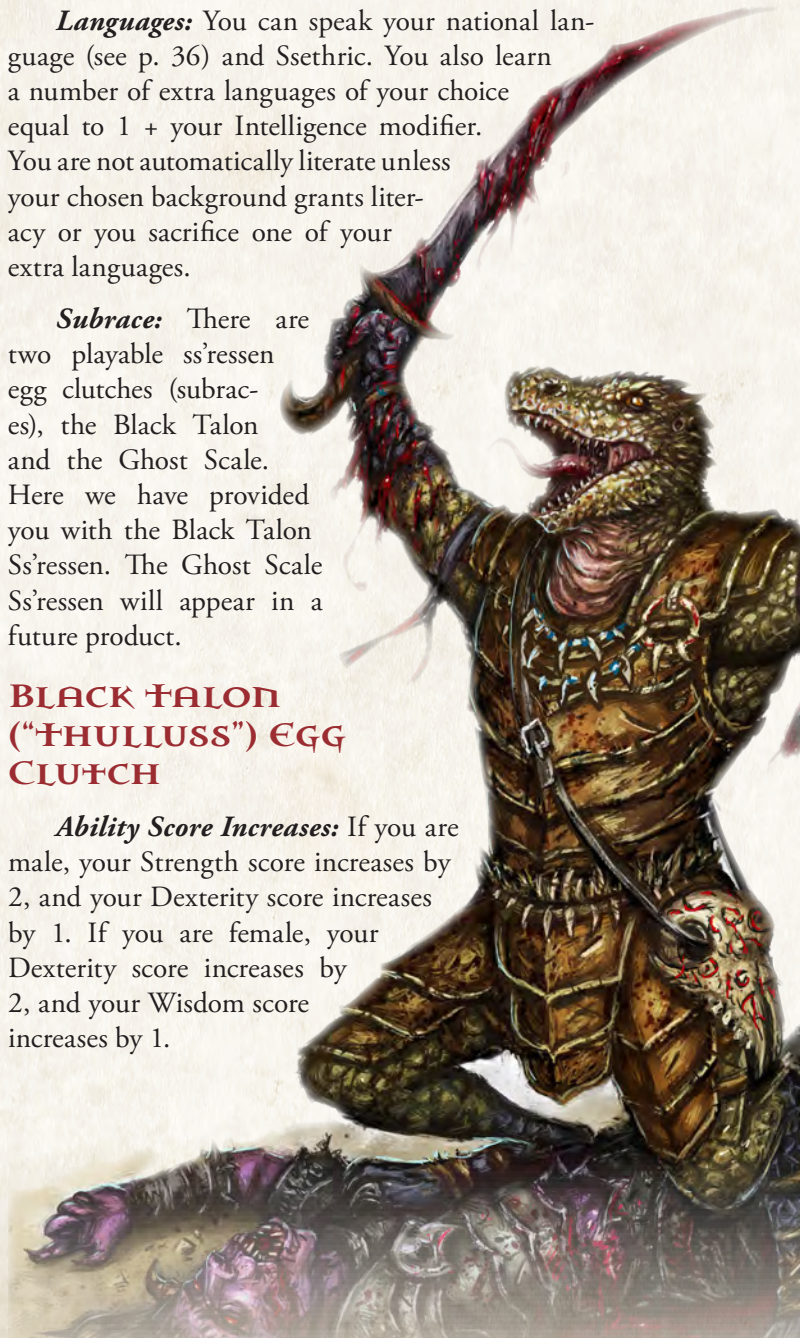 Languages: You can speak your national lan-
guage (see p. 36) and Ssethric. You also learn
a number of extra languages of your choice
equal to 1 + your Intelligence modifier.
You are not automatically literate unless
your chosen background grants liter-
acy or you sacrifice one of your
extra languages.
Subrace: There are
two playable ss'ressen
egg clutches (subrac-
es), the Black Talon
and the Ghost Scale.
Here we have provided
you with the Black Talon
Ss'ressen. The Ghost Scale
Ss'ressen will appear in a
future product.
Black Talon
(“Thulluss”) Egg
Clutch
Ability Score Increases: If you are
male, your Strength score increases by
2, and your Dexterity score increases
by 1. If you are female, your
Dexterity score increases by
2, and your Wisdom score
increases by 1.